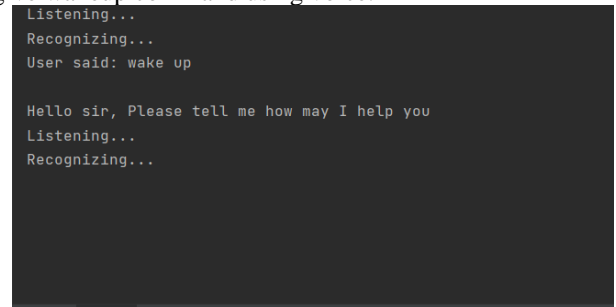 Listening...
Recognizing...
User said: wake up
Hello sir, Please tell me how may I help you
Listening...
Recognizing...